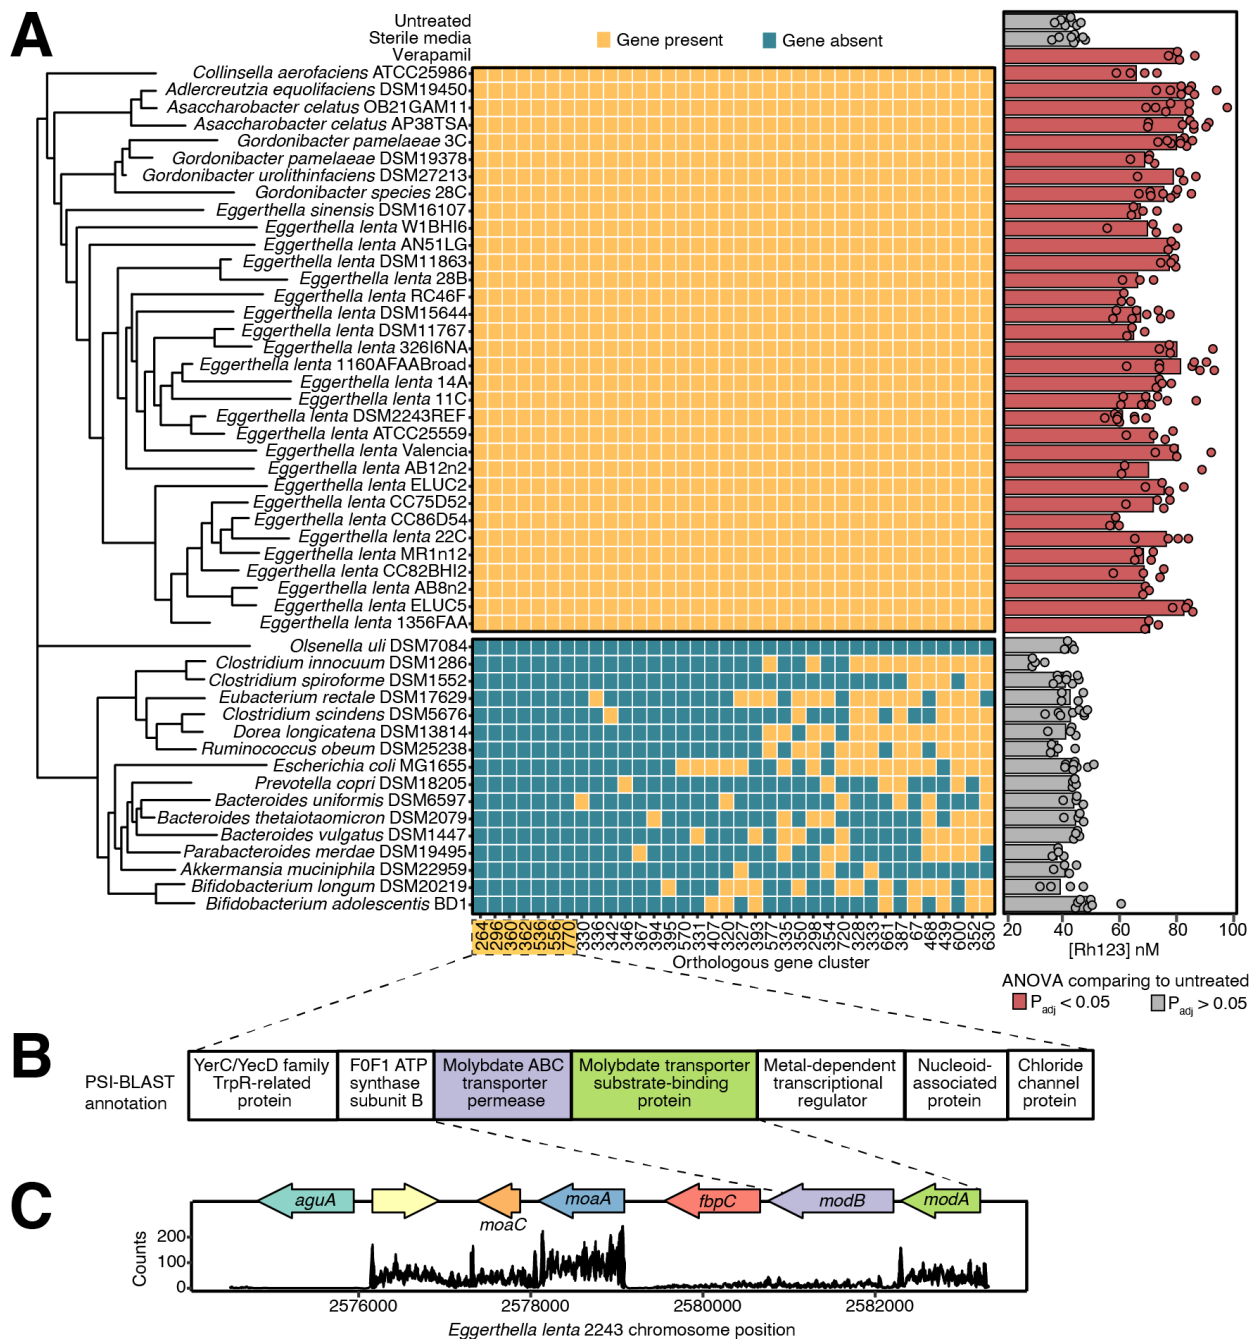 A
Untreated
Sterile media
Verapamil
Gene present
Gene absent
Collinsella aerofaciens ATCC25986
Adlercreutzia equolifaciens DSM19450
Asaccharobacter celatus OB21GAM11
Asaccharobacter celatus AP38TSA
Gordonibacter pamelaeae 3C
Gordonibacter pamelaeae DSM19378
Gordonibacter urolithinfaciens DSM27213
Gordonibacter species 28C
Eggerthella sinensis DSM16107
Eggerthella lenta W1BHI6
Eggerthella lenta AN51LG
Eggerthella lenta DSM11863
Eggerthella lenta 28B
Eggerthella lenta RC46F
Eggerthella lenta DSM15644
Eggerthella lenta DSM11767
Eggerthella lenta 326I6NA
Eggerthella lenta 1160AFAABroad
Eggerthella lenta 14A
Eggerthella lenta 11C
Eggerthella lenta DSM2243REF
Eggerthella lenta ATCC25559
Eggerthella lenta Valencia
Eggerthella lenta AB12n2
Eggerthella lenta ELUC2
Eggerthella lenta CC75D52
Eggerthella lenta CC86D54
Eggerthella lenta 22C
Eggerthella lenta MR1n12
Eggerthella lenta CC82BHI2
Eggerthella lenta AB8n2
Eggerthella lenta ELUC5
Eggerthella lenta 1356FAA
Olsenella uli DSM7084
Clostridium innocuum DSM1286
Clostridium spiroforme DSM1552
Eubacterium rectale DSM17629
Clostridium scindens DSM5676
Dorea longicatena DSM13814
Ruminococcus obeum DSM25238
Escherichia coli MG1655
Prevotella copri DSM18205
Bacteroides uniformis DSM6597
Bacteroides thetaiotaomicron DSM2079
Bacteroides vulgatus DSM1447
Parabacteroides merdae DSM19495
Akkermansia muciniphila DSM22959
Bifidobacterium longum DSM20219
Bifidobacterium adolescentis BD1
264 296 360 362 536 556 770 330 336 342 346 367 394 395 570 331 407 320 327 393 577 335 350 298 354 720 328 333 661 387 67 468 439 600 352 630
Orthologous gene cluster
20 40 60 80 100
[Rh123] nM
ANOVA comparing to untreated
Padj < 0.05
Padj > 0.05
B
PSI-BLAST
annotation
YerC/YecD family
TrpR-related
protein
F0F1 ATP
synthase
subunit B
Molybdate ABC
transporter
permease
Molybdate transporter
substrate-binding
protein
Metal-dependent
transcriptional
regulator
Nucleoid-
associated
protein
Chloride
channel
protein
C
aguA
moaC
moaA
fbpC
modB
modA
Counts
200
100
0
2576000 2578000 2580000 2582000
Eggerthella lenta 2243 chromosome position